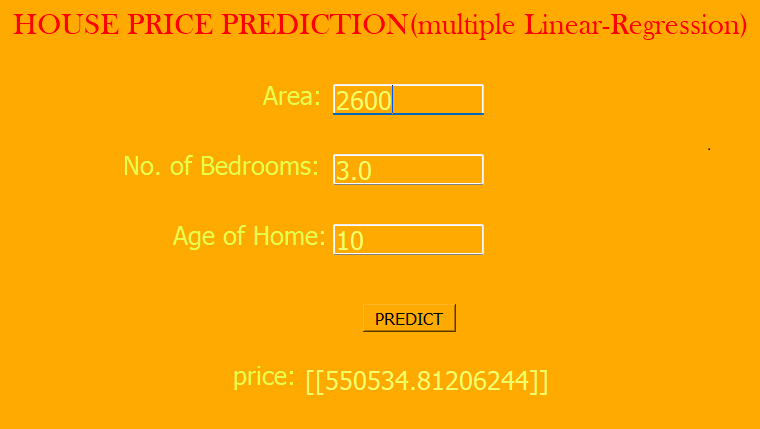 HOUSE PRICE PREDICTION(multiple Linear-Regression)
Area: 2600
No. of Bedrooms: 3.0
Age of Home: 10
PREDICT
price: [[550534.81206244]]